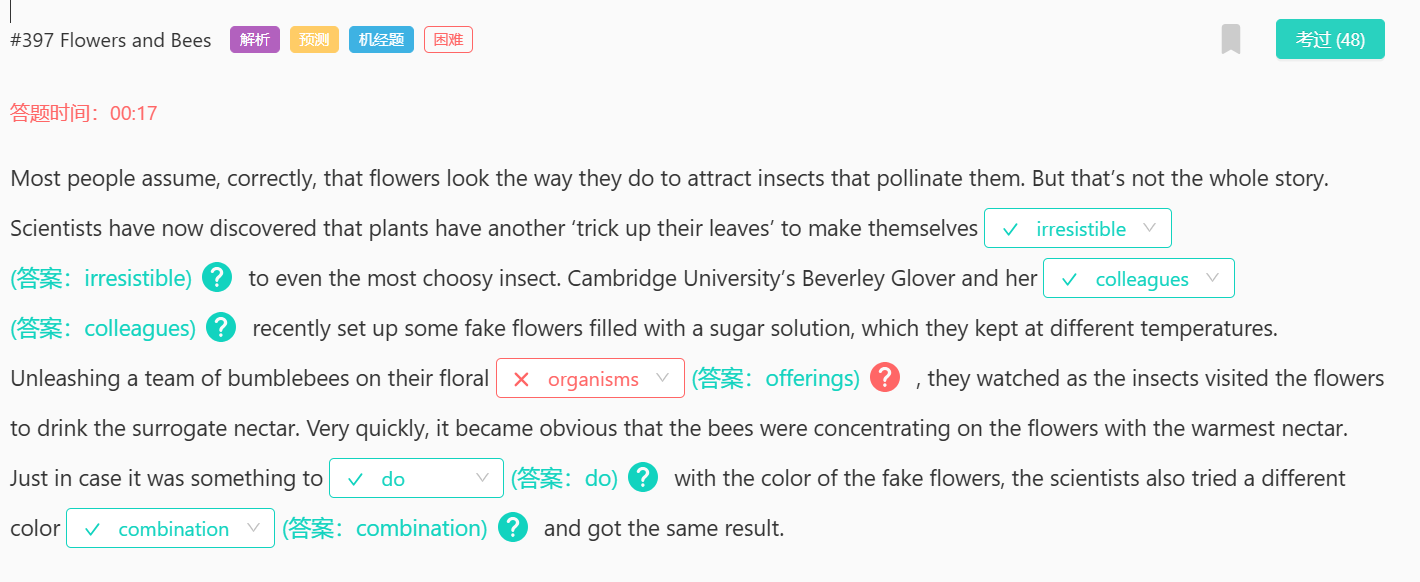 #397 Flowers and Bees 解析 预测 机经题 困难 考过 (48)
答题时间：00:17
Most people assume, correctly, that flowers look the way they do to attract insects that pollinate them. But that’s not the whole story.
Scientists have now discovered that plants have another ‘trick up their leaves’ to make themselves irresistible
(答案：irresistible) ? to even the most choosy insect. Cambridge University’s Beverley Glover and her colleagues
(答案：colleagues) ? recently set up some fake flowers filled with a sugar solution, which they kept at different temperatures.
Unleashing a team of bumblebees on their floral organisms (答案：offerings) ? , they watched as the insects visited the flowers
to drink the surrogate nectar. Very quickly, it became obvious that the bees were concentrating on the flowers with the warmest nectar.
Just in case it was something to do (答案：do) ? with the color of the fake flowers, the scientists also tried a different
color combination (答案：combination) ? and got the same result.